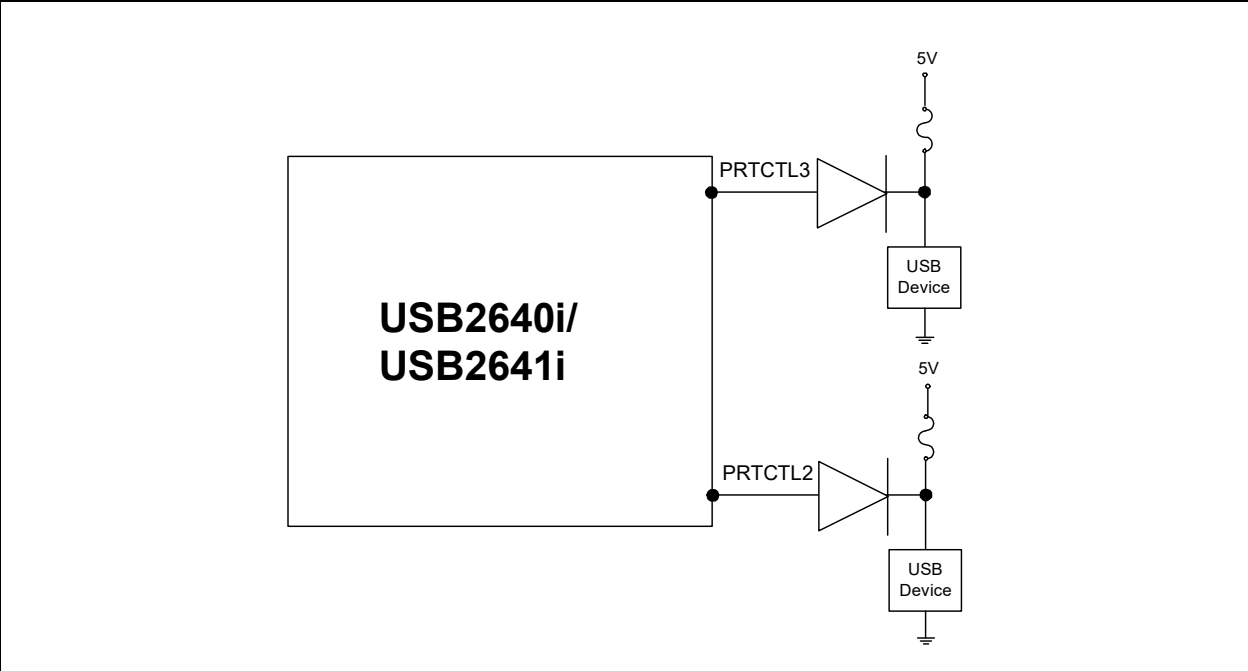 5V
PRTCTL3
USB
Device
USB2640i/
USB2641i
5V
PRTCTL2
USB
Device